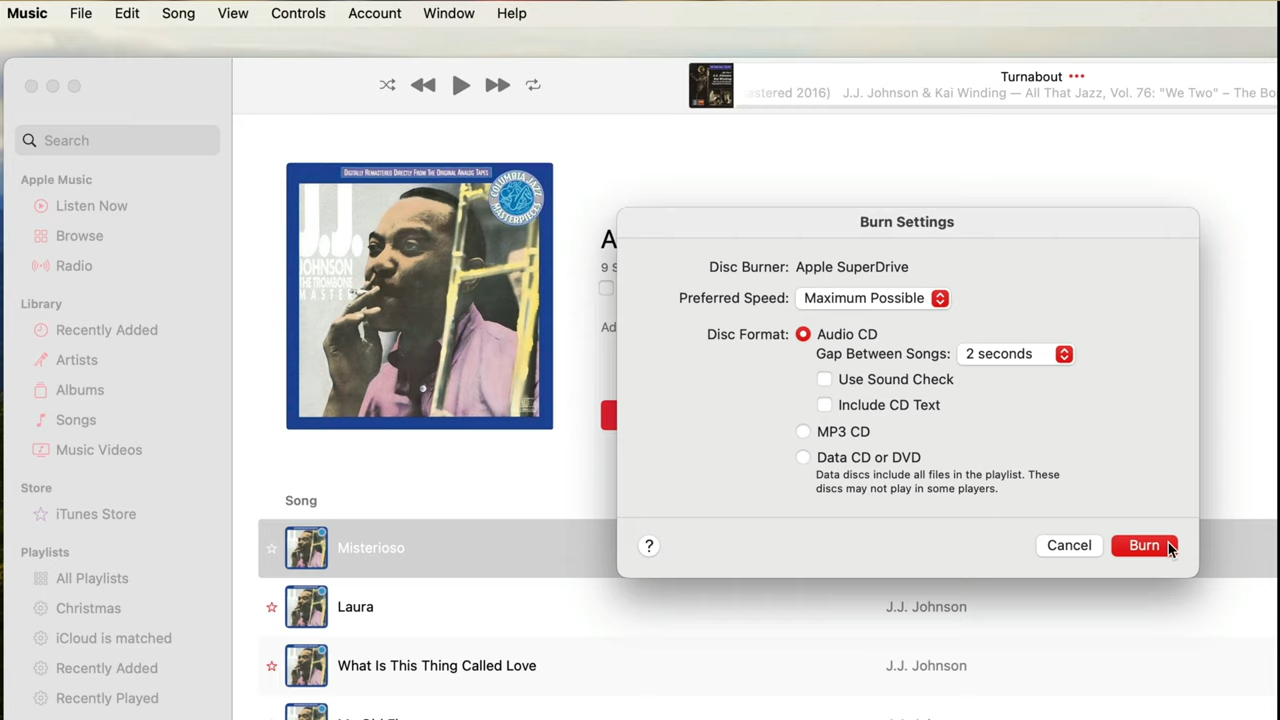 Music File Edit Song View Controls Account Window Help
Turnabout •••
J.J. Johnson & Kai Winding — All That Jazz, Vol. 76: "We Two" – The
Search
Apple Music
Listen Now
Browse
Radio
Library
Recently Added
Artists
Albums
Songs
Music Videos
Store
iTunes Store
Playlists
All Playlists
Christmas
iCloud is matched
Recently Added
Recently Played
DIGITALLY REMASTERED DIRECTLY FROM THE ORIGINAL ANALOG TAPES
COLUMBIA JAZZ
MASTERPIECES
J.J.
JOHNSON
THE TROMBONE
MASTER
A
9
Burn Settings
Disc Burner: Apple SuperDrive
Preferred Speed: Maximum Possible
Disc Format: Audio CD
Gap Between Songs: 2 seconds
Use Sound Check
Include CD Text
MP3 CD
Data CD or DVD
Data discs include all files in the playlist. These
discs may not play in some players.
? Cancel Burn
Song
Misterioso
Laura J.J. Johnson
What Is This Thing Called Love J.J. Johnson